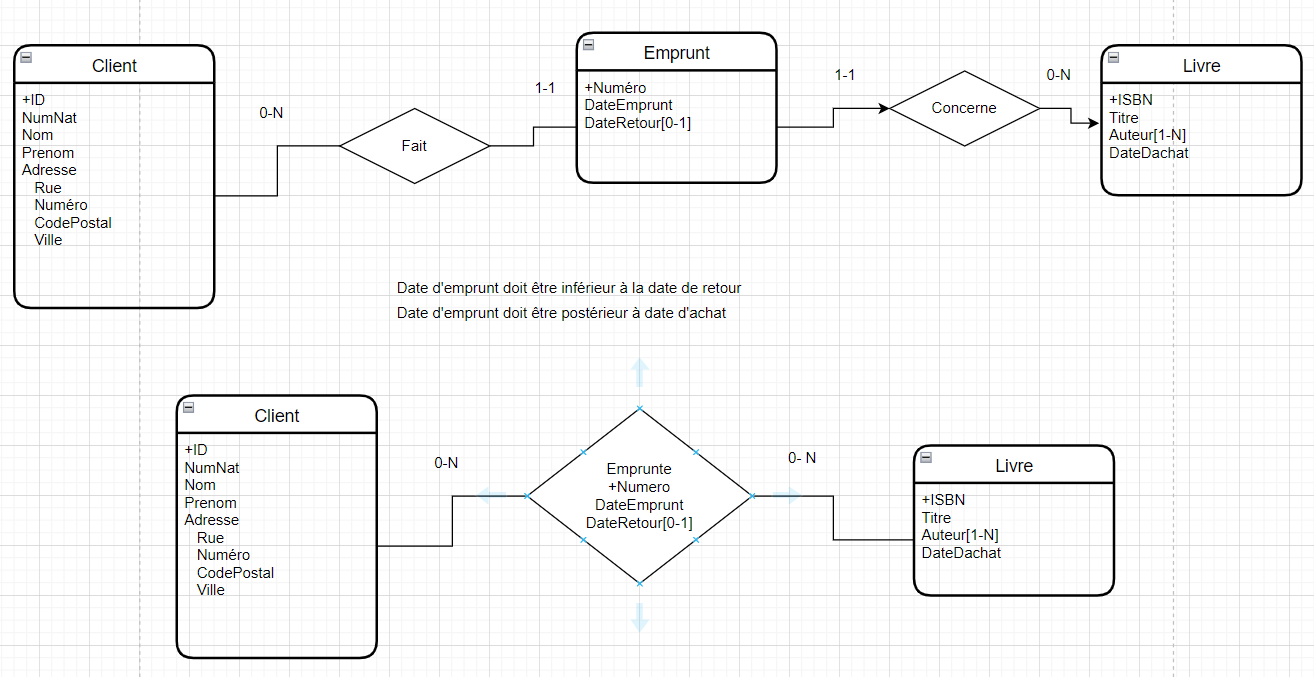 Client
+ID
NumNat
Nom
Prenom
Adresse
Rue
Numéro
CodePostal
Ville
0-N
Fait
1-1
Emprunt
+Numéro
DateEmprunt
DateRetour[0-1]
1-1
Concerne
0-N
Livre
+ISBN
Titre
Auteur[1-N]
DateDachat
Date d'emprunt doit être inférieur à la date de retour
Date d'emprunt doit être postérieur à date d'achat
Client
+ID
NumNat
Nom
Prenom
Adresse
Rue
Numéro
CodePostal
Ville
0-N
Emprunte
+Numero
DateEmprunt
DateRetour[0-1]
0- N
Livre
+ISBN
Titre
Auteur[1-N]
DateDachat